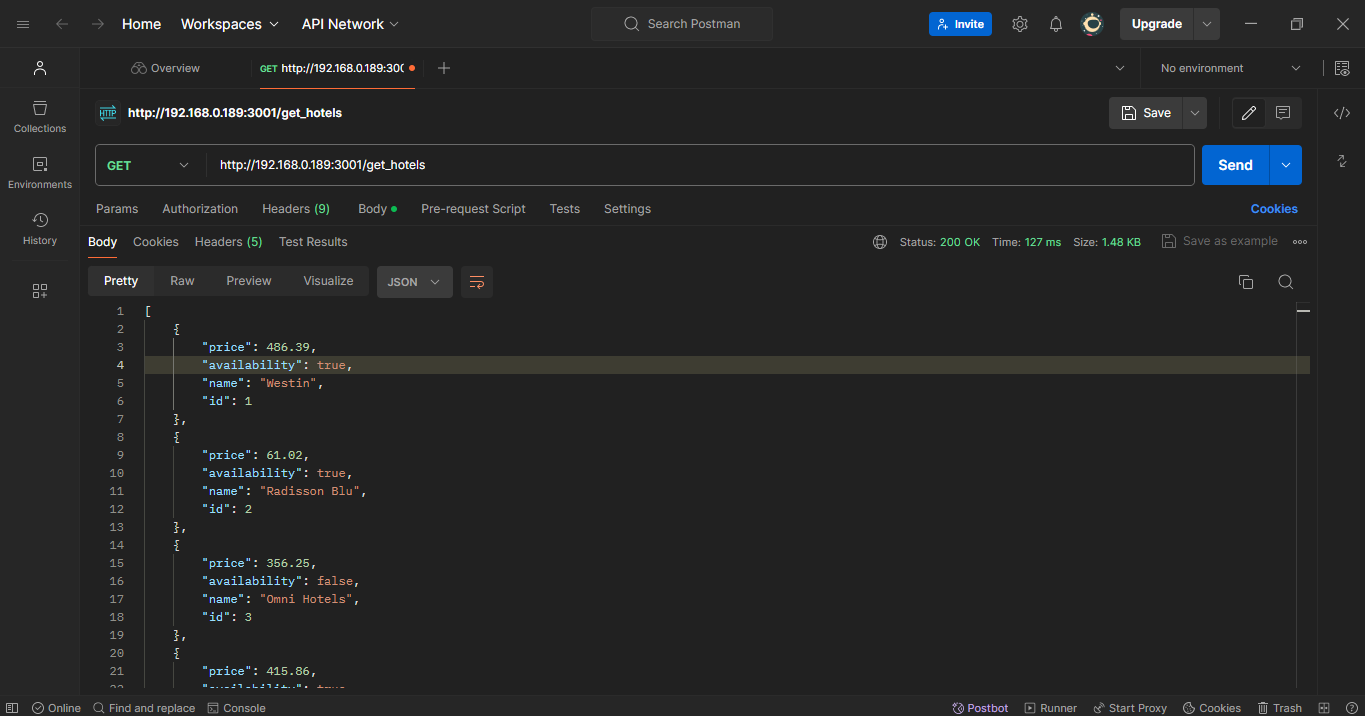 Home Workspaces API Network Search Postman Invite Upgrade
Overview GET http://192.168.0.189:30( No environment
HTTP http://192.168.0.189:3001/get_hotels Save
Collections
GET http://192.168.0.189:3001/get_hotels Send
Environments
Params Authorization Headers (9) Body Pre-request Script Tests Settings Cookies
History
Body Cookies Headers (5) Test Results Status: 200 OK Time: 127 ms Size: 1.48 KB Save as example
Pretty Raw Preview Visualize JSON
1 [
2 {
3 "price": 486.39,
4 "availability": true,
5 "name": "Westin",
6 "id": 1
7 },
8 {
9 "price": 61.02,
10 "availability": true,
11 "name": "Radisson Blu",
12 "id": 2
13 },
14 {
15 "price": 356.25,
16 "availability": false,
17 "name": "Omni Hotels",
18 "id": 3
19 },
20 {
21 "price": 415.86,
22 "availability": true
Online Find and replace Console Postbot Runner Start Proxy Cookies Trash